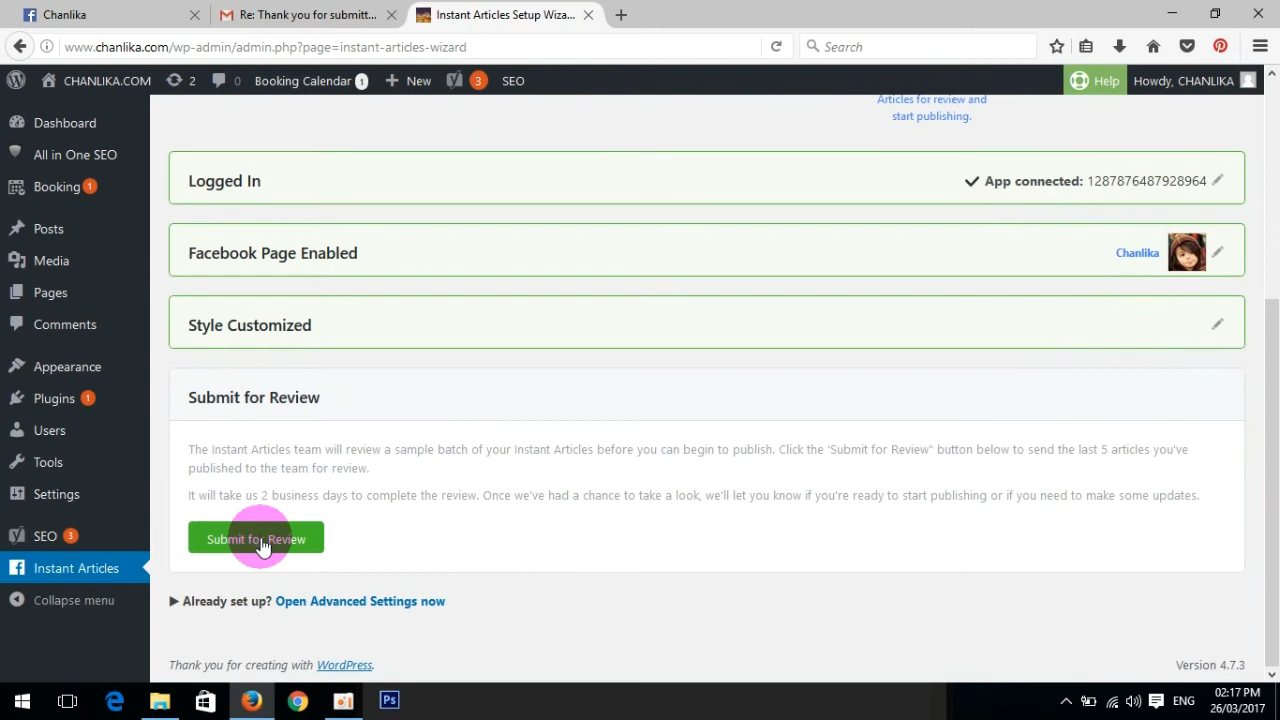 Chanlika
Re: Thank you for submitt...
Instant Articles Setup Wiza...
www.chanlika.com/wp-admin/admin.php?page=instant-articles-wizard
Search
CHANLIKA.COM
2
0
Booking Calendar 1
New
3
SEO
Help
Howdy, CHANLIKA
Dashboard
All in One SEO
Booking 1
Posts
Media
Pages
Comments
Appearance
Plugins 1
Users
Tools
Settings
SEO 3
Instant Articles
Collapse menu
Articles for review and
start publishing.
Logged In
App connected: 1287876487928964
Facebook Page Enabled
Chanlika
Style Customized
Submit for Review
The Instant Articles team will review a sample batch of your Instant Articles before you can begin to publish. Click the 'Submit for Review" button below to send the last 5 articles you've
published to the team for review.
It will take us 2 business days to complete the review. Once we've had a chance to take a look, we'll let you know if you're ready to start publishing or if you need to make some updates.
Submit for Review
Already set up? Open Advanced Settings now
Thank you for creating with WordPress.
Version 4.7.3
Ps
ENG
02:17 PM
26/03/2017